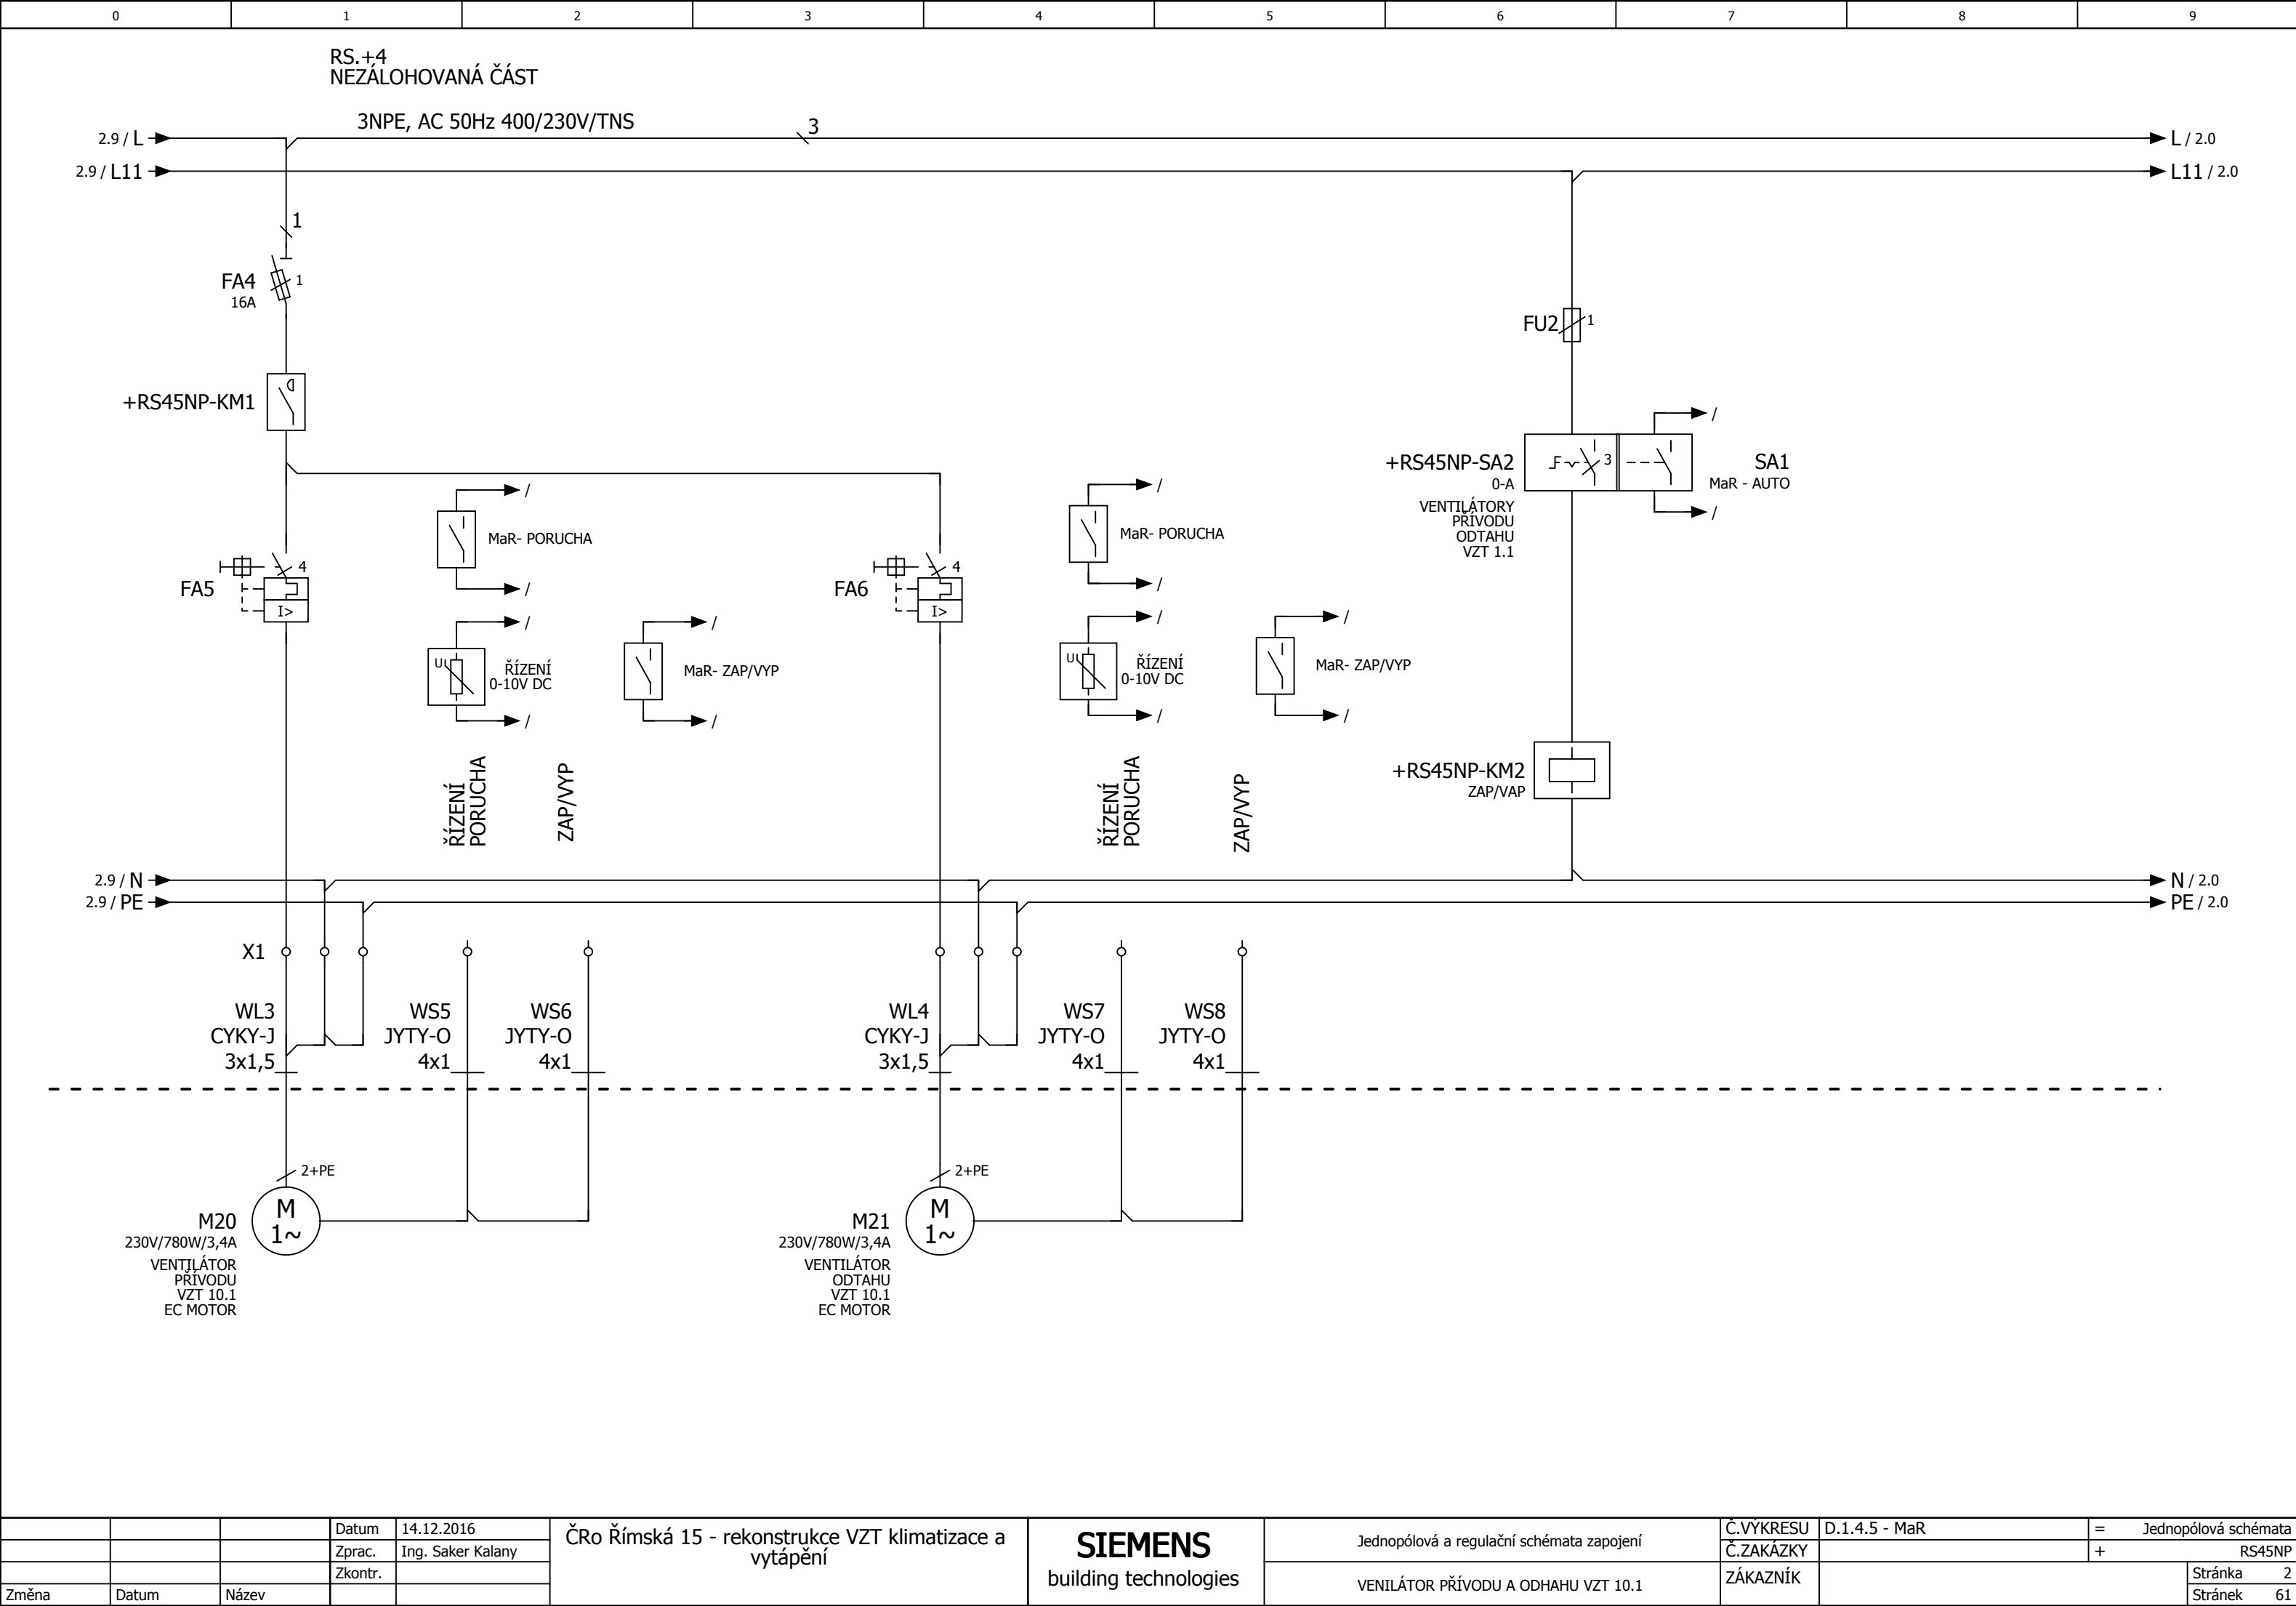 0 1 2 3 4 5 6 7 8 9
RS.+4
NEZÁLOHOVANÁ ČÁST
3NPE, AC 50Hz 400/230V/TNS
3
2.9 / L
L / 2.0
2.9 / L11
L11 / 2.0
1
FA4
16A
1
FU2
1
+RS45NP-KM1
/
+RS45NP-SA2
0-A
3
SA1
MaR - AUTO
/
VENTILÁTORY
PŘÍVODU
ODTAHU
VZT 1.1
/
MaR- PORUCHA
/
/
MaR- PORUCHA
/
FA5
4
I>
FA6
4
I>
/
U
ŘÍZENÍ
0-10V DC
/
/
MaR- ZAP/VYP
/
/
U
ŘÍZENÍ
0-10V DC
/
/
MaR- ZAP/VYP
/
ŘÍZENÍ
PORUCHA
ZAP/VYP
ŘÍZENÍ
PORUCHA
ZAP/VYP
+RS45NP-KM2
ZAP/VAP
2.9 / N
N / 2.0
2.9 / PE
PE / 2.0
X1
WL3
CYKY-J
3x1,5
WS5
JYTY-O
4x1
WS6
JYTY-O
4x1
WL4
CYKY-J
3x1,5
WS7
JYTY-O
4x1
WS8
JYTY-O
4x1
2+PE
M
1~
M20
230V/780W/3,4A
VENTILÁTOR
PŘÍVODU
VZT 10.1
EC MOTOR
2+PE
M
1~
M21
230V/780W/3,4A
VENTILÁTOR
ODTAHU
VZT 10.1
EC MOTOR
Datum 14.12.2016
Zprac. Ing. Saker Kalany
Zkontr.
Změna Datum Název
ČRo Římská 15 - rekonstrukce VZT klimatizace a
vytápění
SIEMENS
building technologies
Jednopólová a regulační schémata zapojení
VENILÁTOR PŘÍVODU A ODHAHU VZT 10.1
Č.VÝKRESU D.1.4.5 - MaR
Č.ZAKÁZKY
ZÁKAZNÍK
= Jednopólová schémata
+ RS45NP
Stránka 2
Stránek 61